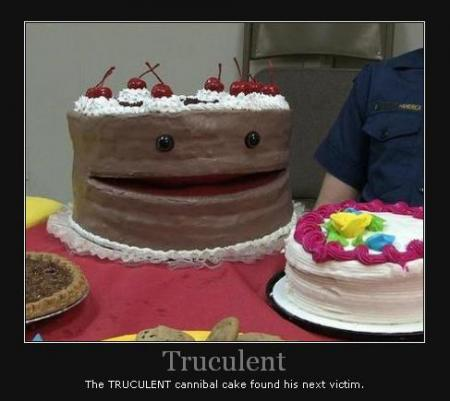 Truculent
The TRUCULENT cannibal cake found his next victim.